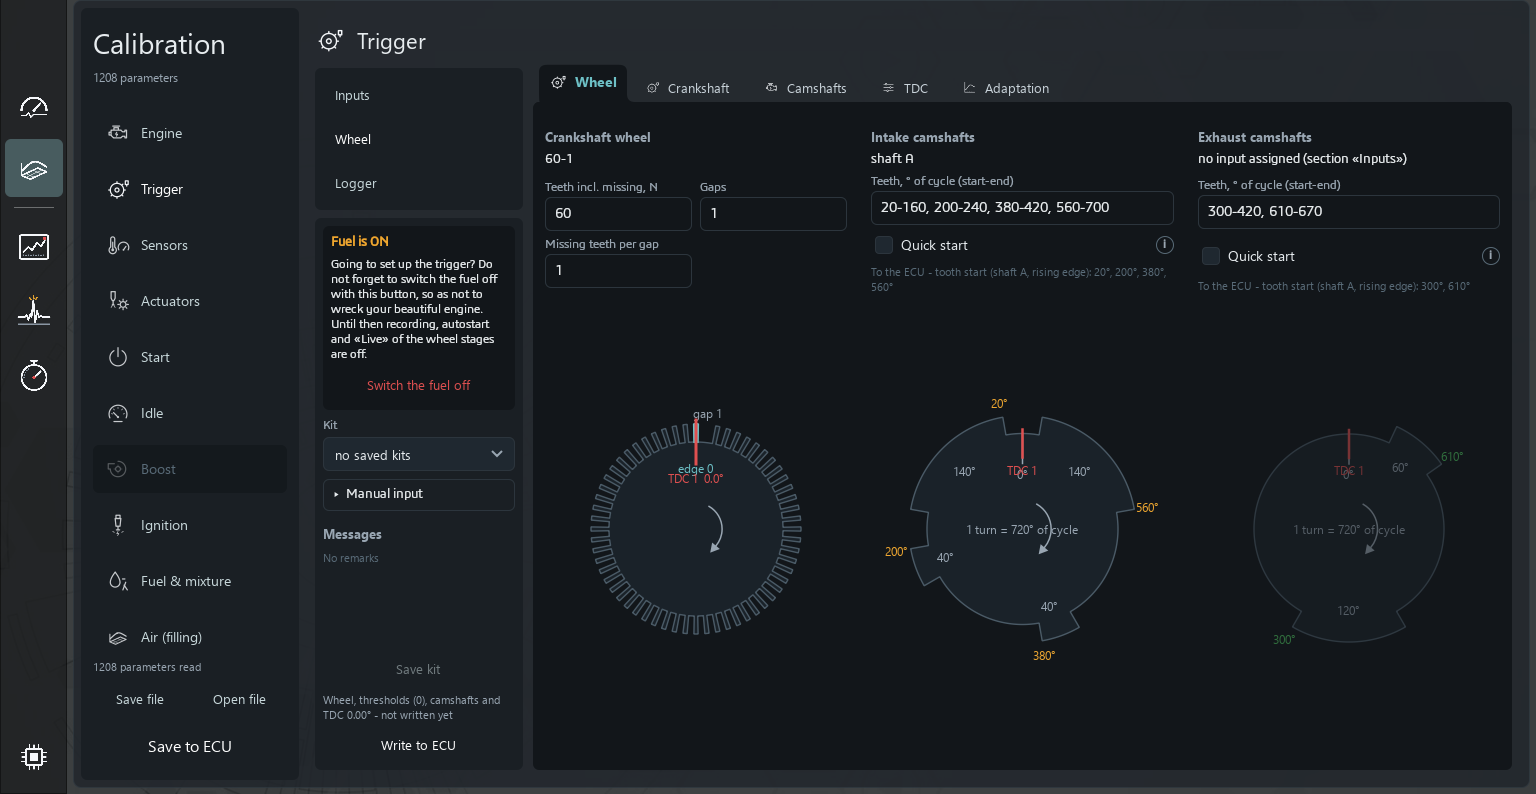 Calibration
1208 parameters
Engine
Trigger
Sensors
Actuators
Start
Idle
Boost
Ignition
Fuel & mixture
Air (filling)
1208 parameters read
Save file
Open file
Save to ECU
Trigger
Inputs
Wheel
Logger
Fuel is ON
Going to set up the trigger? Do
not forget to switch the fuel off
with this button, so as not to
wreck your beautiful engine.
Until then recording, autostart
and «Live» of the wheel stages
are off.
Switch the fuel off
Kit
no saved kits
Manual input
Messages
No remarks
Save kit
Wheel, thresholds (0), camshafts and
TDC 0.00° - not written yet
Write to ECU
Wheel
Crankshaft
Camshafts
TDC
Adaptation
Crankshaft wheel
60-1
Teeth incl. missing, N
Gaps
60
1
Missing teeth per gap
1
gap 1
edge 0
TDC 1 0.0°
Intake camshafts
shaft A
Teeth, ° of cycle (start-end)
20-160, 200-240, 380-420, 560-700
Quick start
i
To the ECU - tooth start (shaft A, rising edge): 20°, 200°, 380°,
560°
20°
140°
TDC 1
0°
140°
560°
1 turn = 720° of cycle
200°
40°
40°
380°
Exhaust camshafts
no input assigned (section «Inputs»)
Teeth, ° of cycle (start-end)
300-420, 610-670
Quick start
i
To the ECU - tooth start (shaft A, rising edge): 300°, 610°
610°
TDC 1
0°
60°
1 turn = 720° of cycle
120°
300°